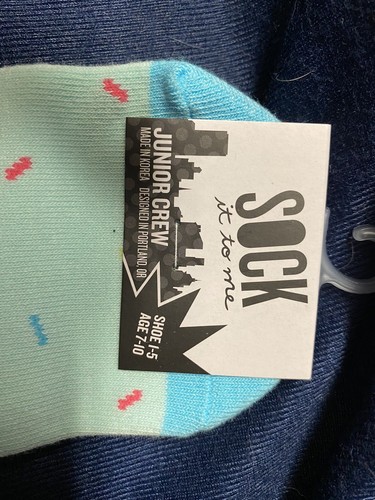 SOCK
it to me
JUNIOR CREW
MADE IN KOREA DESIGNED IN PORTLAND, OR
SHOE 1-5
AGE 7-10